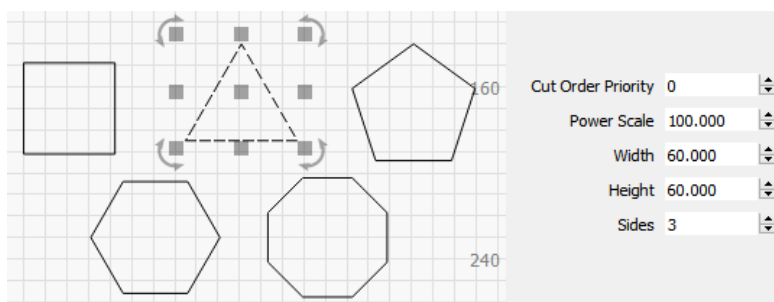 160
Cut Order Priority 0
Power Scale 100.000
Width 60.000
Height 60.000
Sides 3
240